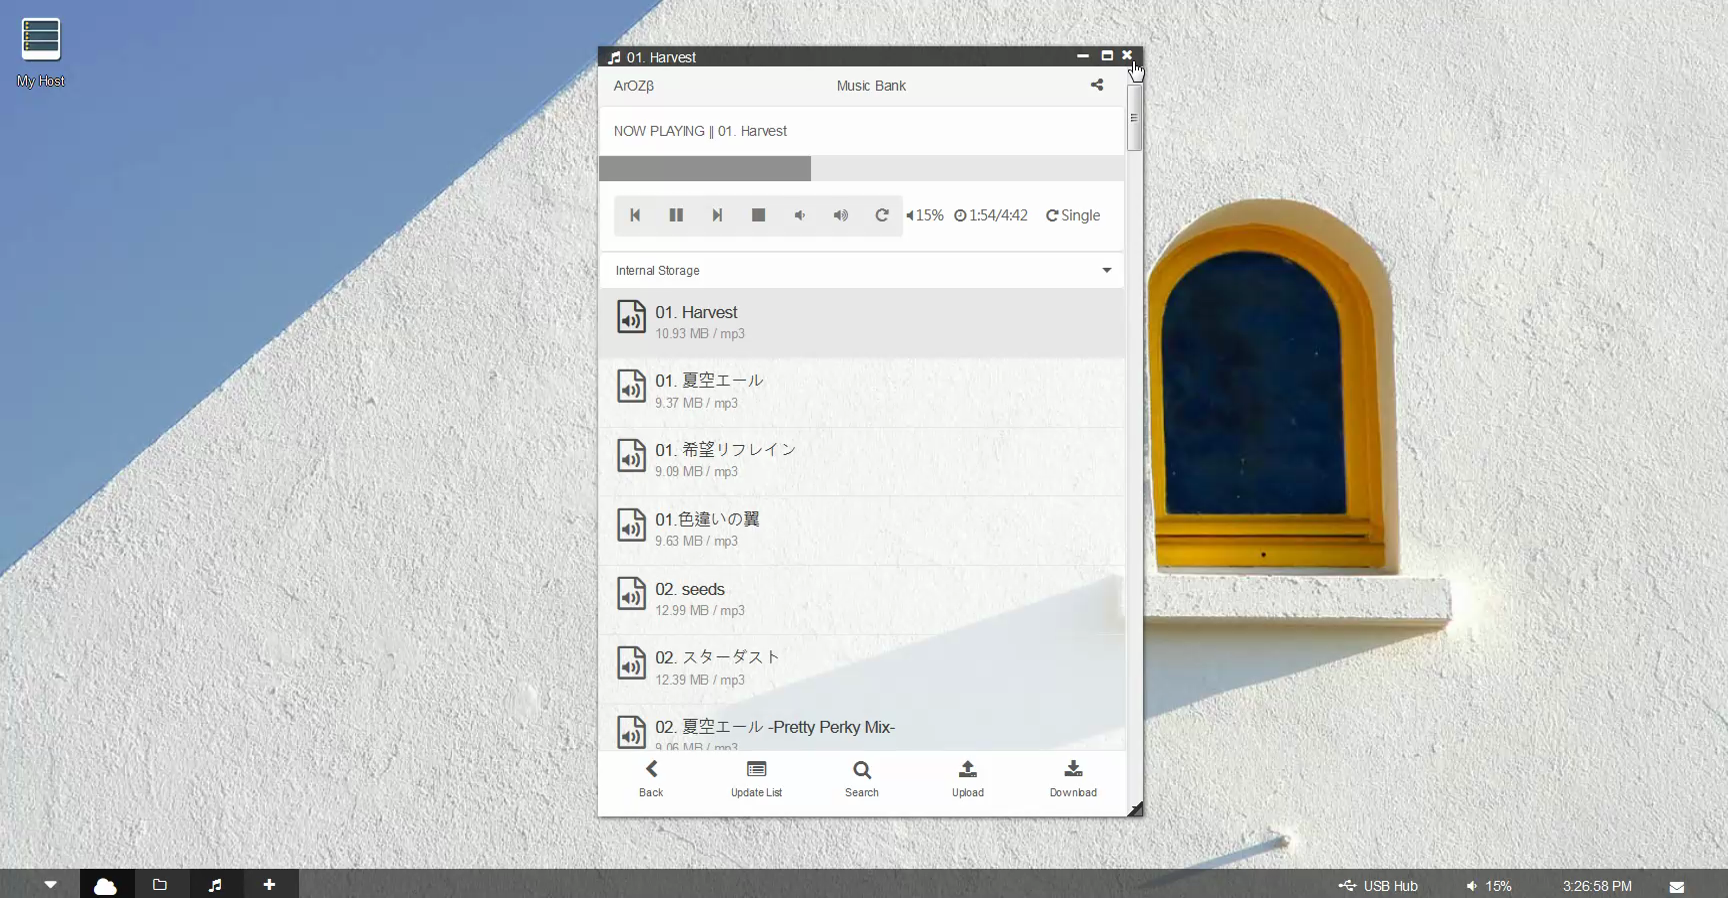 My Host
01. Harvest
ArOZβ
Music Bank
NOW PLAYING || 01. Harvest
15% 1:54/4:42 Single
Internal Storage
01. Harvest
10.93 MB / mp3
01. 夏空エール
9.37 MB / mp3
01. 希望リフレイン
9.09 MB / mp3
01.色違いの翼
9.63 MB / mp3
02. seeds
12.99 MB / mp3
02. スターダスト
12.39 MB / mp3
02. 夏空エール -Pretty Perky Mix-
9.06 MB / mp3
Back
Update List
Search
Upload
Download
USB Hub
15%
3:26:58 PM